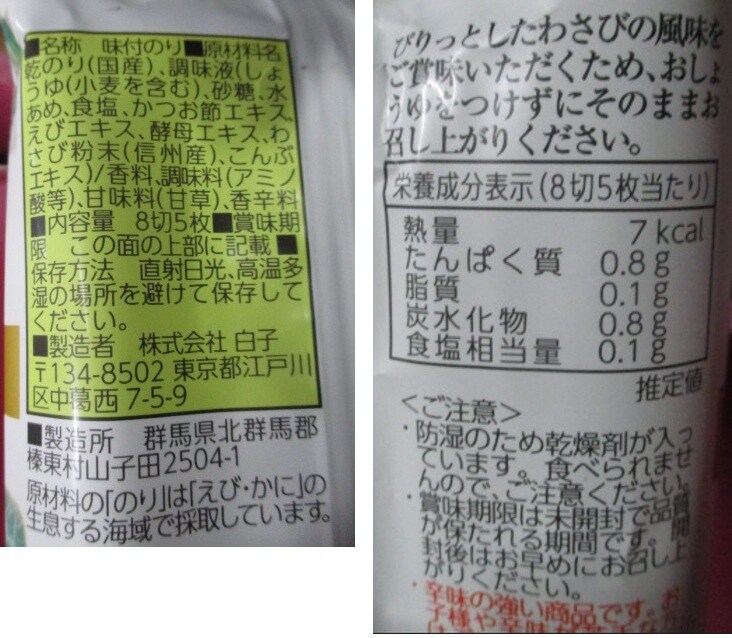 ■名称　味付のり■原材料名
乾のり(国産)、調味液(しょ
うゆ(小麦を含む)、砂糖、水
あめ、食塩、かつお節エキス、
えびエキス、酵母エキス、わ
さび粉末(信州産)、こんぶ
エキス)/香料、調味料(アミノ
酸等)、甘味料(甘草)、香辛料
■内容量　8切5枚■賞味期
限　この面の上部に記載■
保存方法　直射日光、高温多
湿の場所を避けて保存して
ください。
■製造者　株式会社 白子
〒134-8502 東京都江戸川
区中葛西 7-5-9
■製造所　群馬県北群馬郡
榛東村山子田2504-1
原材料の「のり」は「えび・かに」の
生息する海域で採取しています。
ぴりっとしたわさびの風味を
ご賞味いただくため、おしょ
うゆをつけずにそのままお
召し上がりください。
栄養成分表示(8切5枚当たり)
熱量 7 kcal
たんぱく質 0.8 g
脂質 0.1 g
炭水化物 0.8 g
食塩相当量 0.1 g
推定値
<ご注意>
・防湿のため乾燥剤が入っ
ています。食べられませ
んので、ご注意ください。
・賞味期限は未開封で品質
が保たれる期間です。開
封後はお早めにお召し上
がりください。
・辛味の強い商品です。お
子様や辛味が